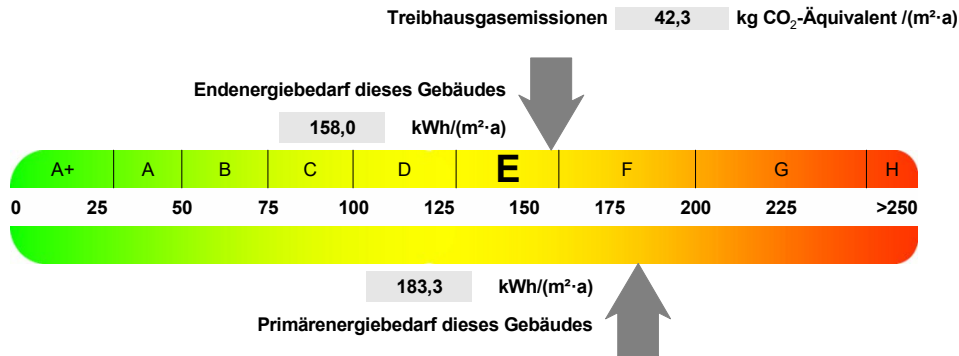 Treibhausgasemissionen 42,3 kg CO₂-Äquivalent /(m²·a)
Endenergiebedarf dieses Gebäudes
158,0 kWh/(m²·a)
A+ A B C D E F G H
0 25 50 75 100 125 150 175 200 225 >250
183,3 kWh/(m²·a)
Primärenergiebedarf dieses Gebäudes